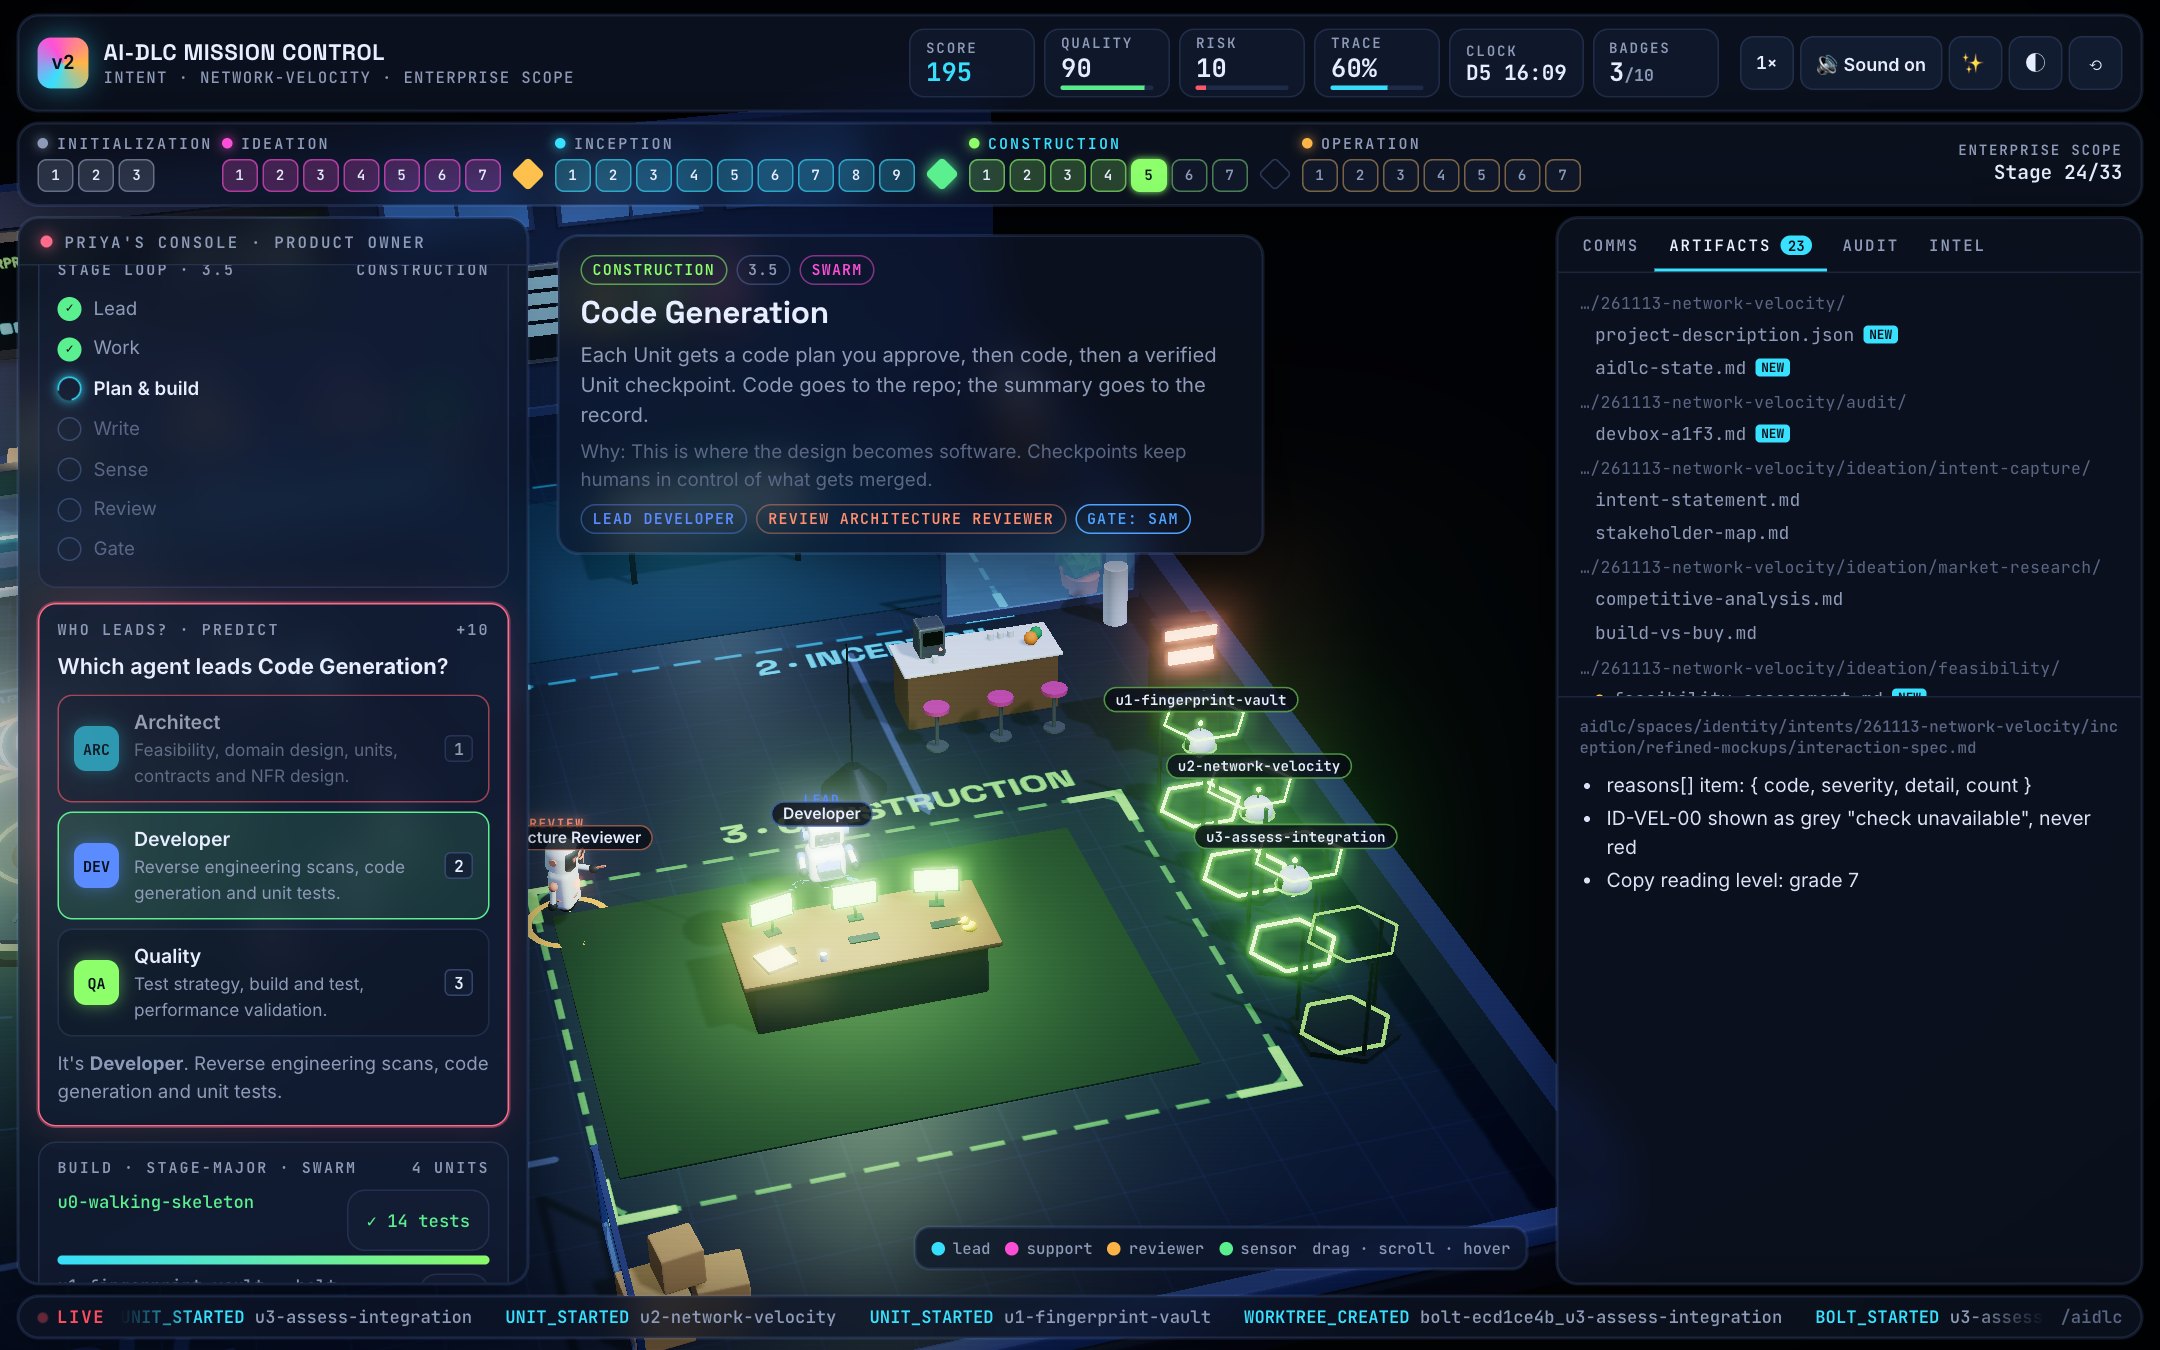 v2
AI-DLC MISSION CONTROL
INTENT · NETWORK-VELOCITY · ENTERPRISE SCOPE
SCORE
195
QUALITY
90
RISK
10
TRACE
60%
CLOCK
D5 16:09
BADGES
3/10
1×
Sound on
INITIALIZATION
1 2 3
IDEATION
1 2 3 4 5 6 7
INCEPTION
1 2 3 4 5 6 7 8 9
CONSTRUCTION
1 2 3 4 5 6 7
OPERATION
1 2 3 4 5 6 7
ENTERPRISE SCOPE
Stage 24/33
PRIYA'S CONSOLE · PRODUCT OWNER
STAGE LOOP · 3.5 CONSTRUCTION
Lead
Work
Plan & build
Write
Sense
Review
Gate
WHO LEADS? · PREDICT +10
Which agent leads Code Generation?
ARC
Architect
Feasibility, domain design, units,
contracts and NFR design.
1
DEV
Developer
Reverse engineering scans, code
generation and unit tests.
2
QA
Quality
Test strategy, build and test,
performance validation.
3
It's Developer. Reverse engineering scans, code
generation and unit tests.
BUILD · STAGE-MAJOR · SWARM 4 UNITS
u0-walking-skeleton
✓ 14 tests
CONSTRUCTION 3.5 SWARM
Code Generation
Each Unit gets a code plan you approve, then code, then a verified
Unit checkpoint. Code goes to the repo; the summary goes to the
record.
Why: This is where the design becomes software. Checkpoints keep
humans in control of what gets merged.
LEAD DEVELOPER REVIEW ARCHITECTURE REVIEWER GATE: SAM
2 · INCE
u1-fingerprint-vault
u2-network-velocity
u3-assess-integration
LEAD
Developer
3 · STRUCTION
REVIEW
cture Reviewer
lead support reviewer sensor drag · scroll · hover
COMMS ARTIFACTS 23 AUDIT INTEL
…/261113-network-velocity/
project-description.json NEW
aidlc-state.md NEW
…/261113-network-velocity/audit/
devbox-a1f3.md NEW
…/261113-network-velocity/ideation/intent-capture/
intent-statement.md
stakeholder-map.md
…/261113-network-velocity/ideation/market-research/
competitive-analysis.md
build-vs-buy.md
…/261113-network-velocity/ideation/feasibility/
aidlc/spaces/identity/intents/261113-network-velocity/inc
eption/refined-mockups/interaction-spec.md
• reasons[] item: { code, severity, detail, count }
• ID-VEL-00 shown as grey "check unavailable", never
red
• Copy reading level: grade 7
LIVE UNIT_STARTED u3-assess-integration UNIT_STARTED u2-network-velocity UNIT_STARTED u1-fingerprint-vault WORKTREE_CREATED bolt-ecd1ce4b_u3-assess-integration BOLT_STARTED u3-assess /aidlc